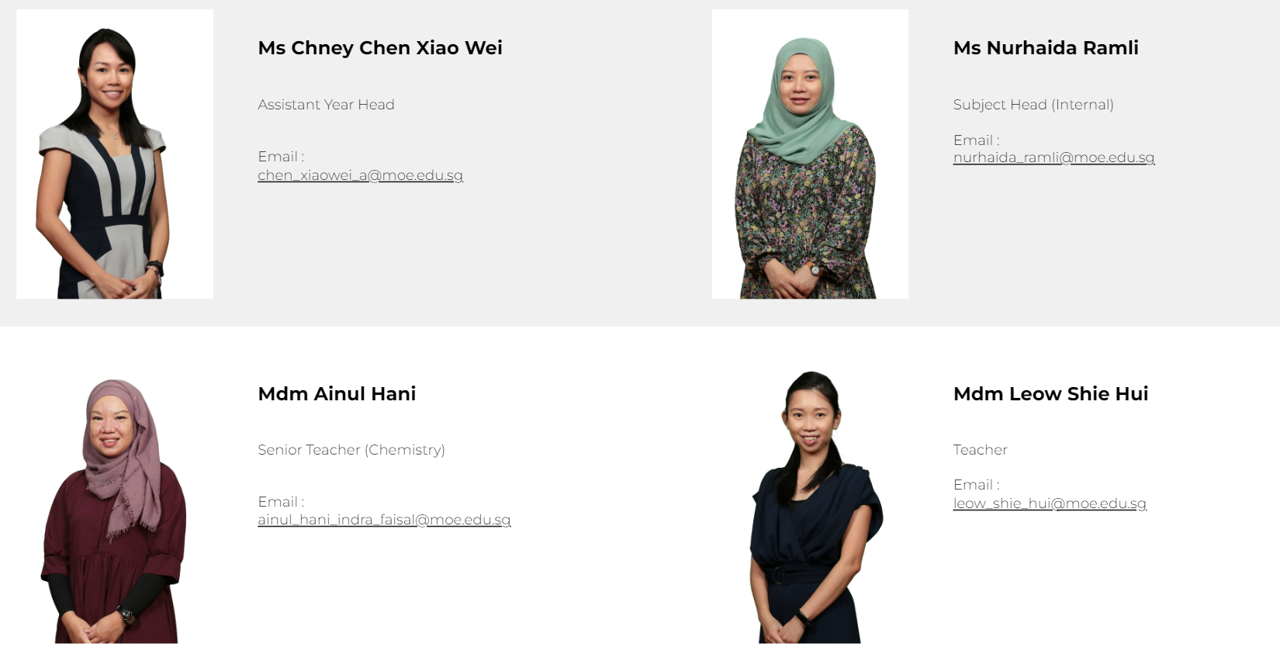 Ms Chney Chen Xiao Wei
Assistant Year Head
Email :
chen_xiaowei_a@moe.edu.sg
Ms Nurhaida Ramli
Subject Head (Internal)
Email :
nurhaida_ramli@moe.edu.sg
Mdm Ainul Hani
Senior Teacher (Chemistry)
Email :
ainul_hani_indra_faisal@moe.edu.sg
Mdm Leow Shie Hui
Teacher
Email :
leow_shie_hui@moe.edu.sg